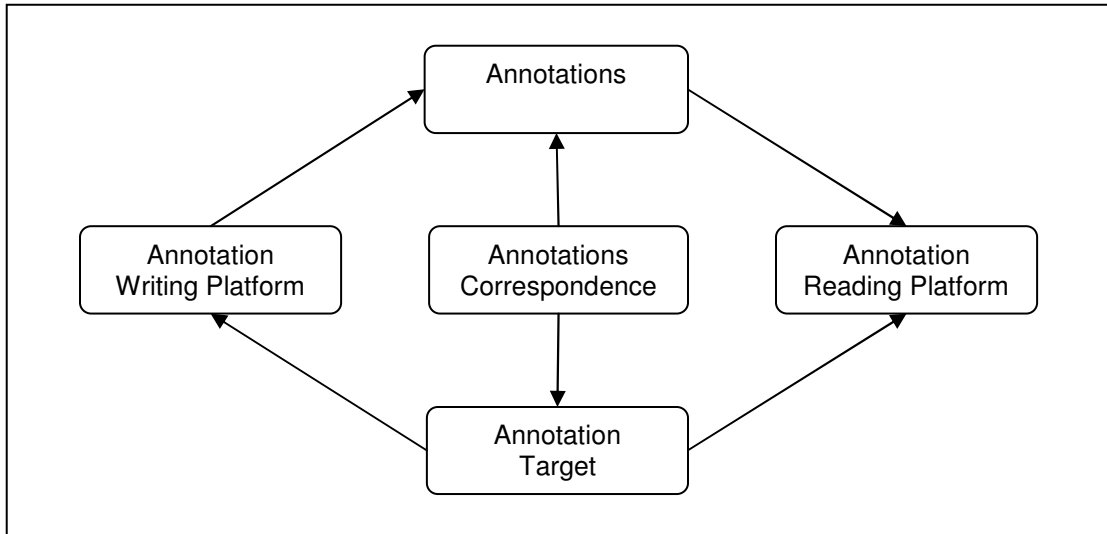 Annotations
Annotation
Writing Platform
Annotations
Correspondence
Annotation
Reading Platform
Annotation
Target